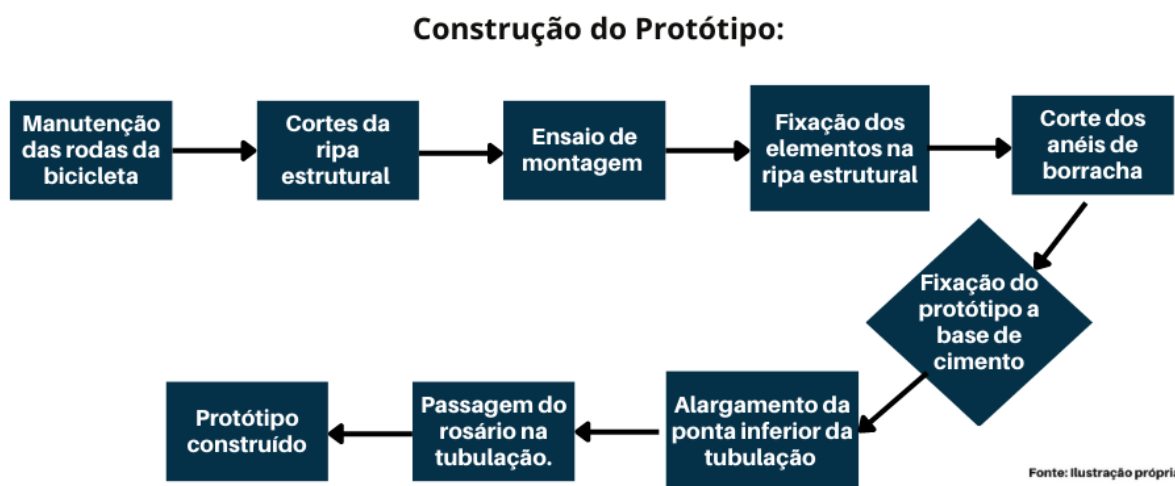 Construção do Protótipo:
Manutenção
das rodas da
bicicleta
Cortes da
ripa
estrutural
Ensaio de
montagem
Fixação dos
elementos na
ripa estrutural
Corte dos
anéis de
borracha
Fixação do
protótipo a
base de
cimento
Alargamento da
ponta inferior da
tubulação
Passagem do
rosário na
tubulação.
Protótipo
construído
Fonte: Ilustração própria